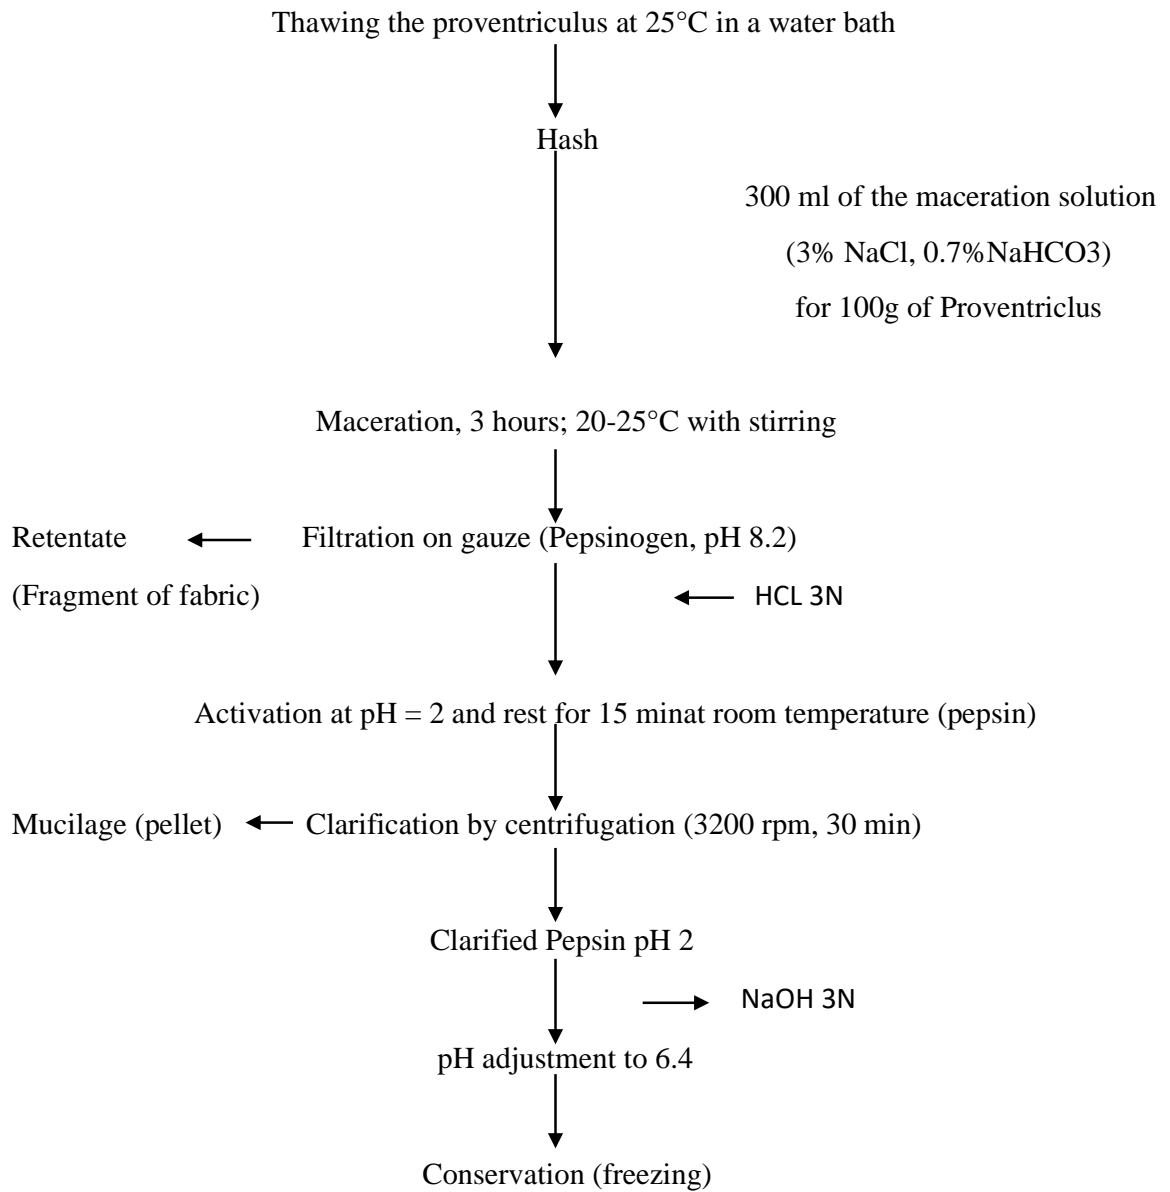 Thawing the proventriculus at 25°C in a water bath
Hash
300 ml of the maceration solution
(3% NaCl, 0.7%NaHCO3)
for 100g of Proventriclus
Maceration, 3 hours; 20-25°C with stirring
Retentate
Filtration on gauze (Pepsinogen, pH 8.2)
(Fragment of fabric)
HCL 3N
Activation at pH = 2 and rest for 15 minat room temperature (pepsin)
Mucilage (pellet)
Clarification by centrifugation (3200 rpm, 30 min)
Clarified Pepsin pH 2
NaOH 3N
pH adjustment to 6.4
Conservation (freezing)